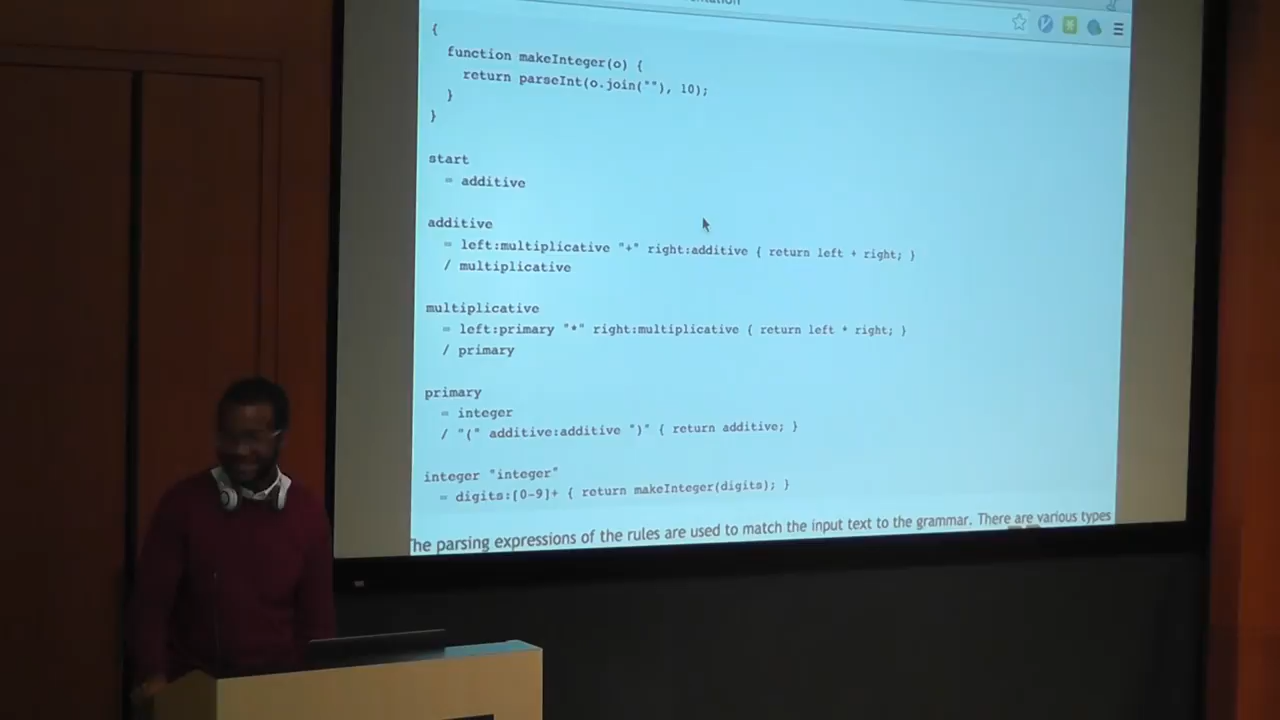 {
function makeInteger(o) {
return parseInt(o.join(""), 10);
}
}
start
= additive
additive
= left:multiplicative "+" right:additive { return left + right; }
/ multiplicative
multiplicative
= left:primary "*" right:multiplicative { return left * right; }
/ primary
primary
= integer
/ "(" additive:additive ")" { return additive; }
integer "integer"
= digits:[0-9]+ { return makeInteger(digits); }
The parsing expressions of the rules are used to match the input text to the grammar. There are various types